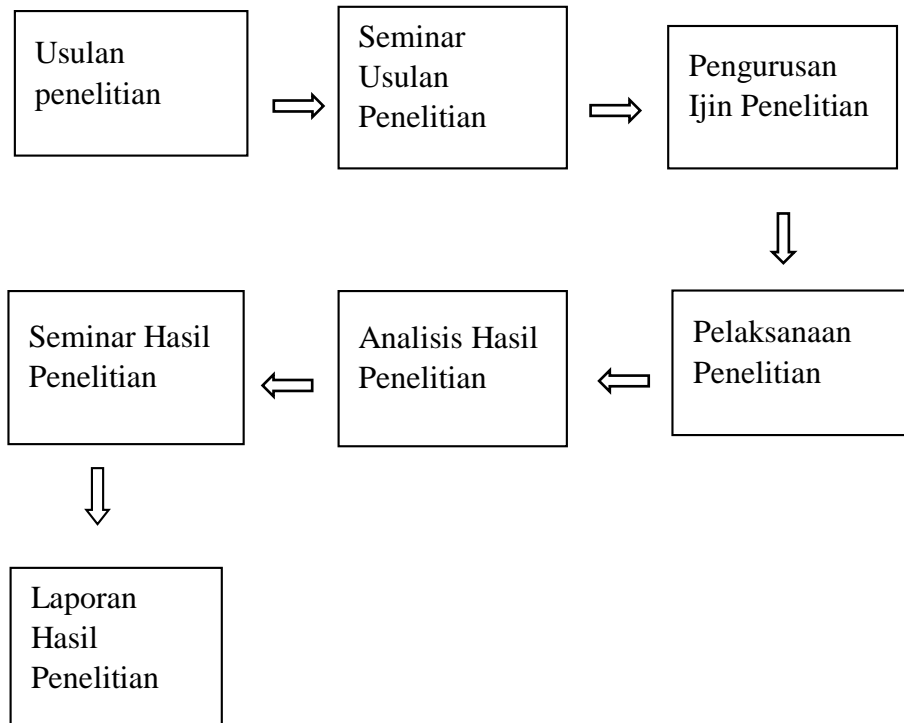 Usulan
penelitian
Seminar
Usulan
Penelitian
Pengurusan
Ijin Penelitian
Pelaksanaan
Penelitian
Analisis Hasil
Penelitian
Seminar Hasil
Penelitian
Laporan
Hasil
Penelitian